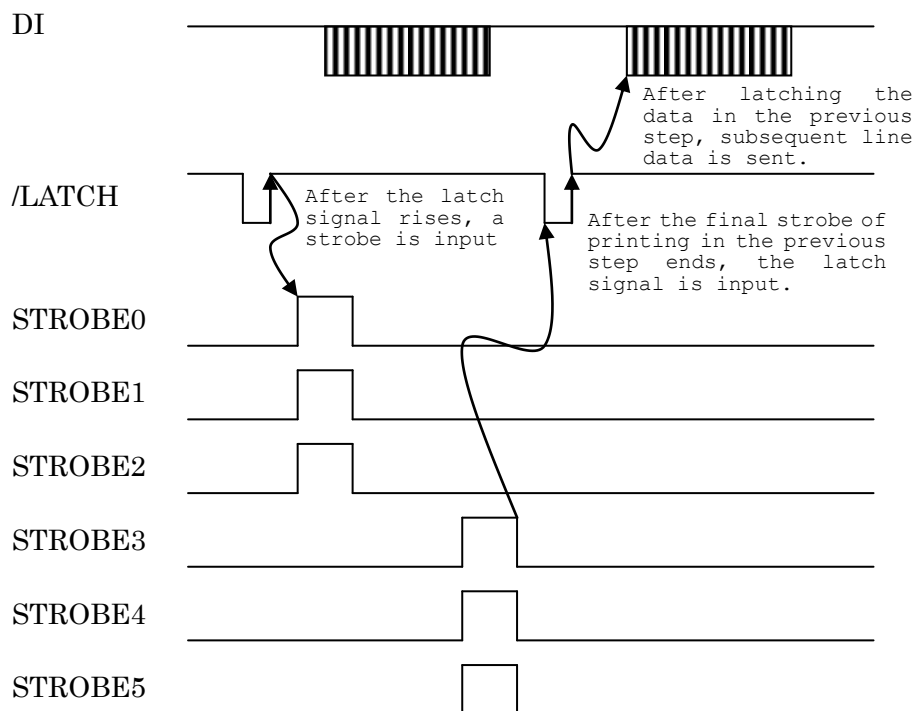 DI
After latching the
data in the previous
step, subsequent line
data is sent.
/LATCH
After the latch
signal rises, a
strobe is input
After the final strobe of
printing in the previous
step ends, the latch
signal is input.
STROBE0
STROBE1
STROBE2
STROBE3
STROBE4
STROBE5